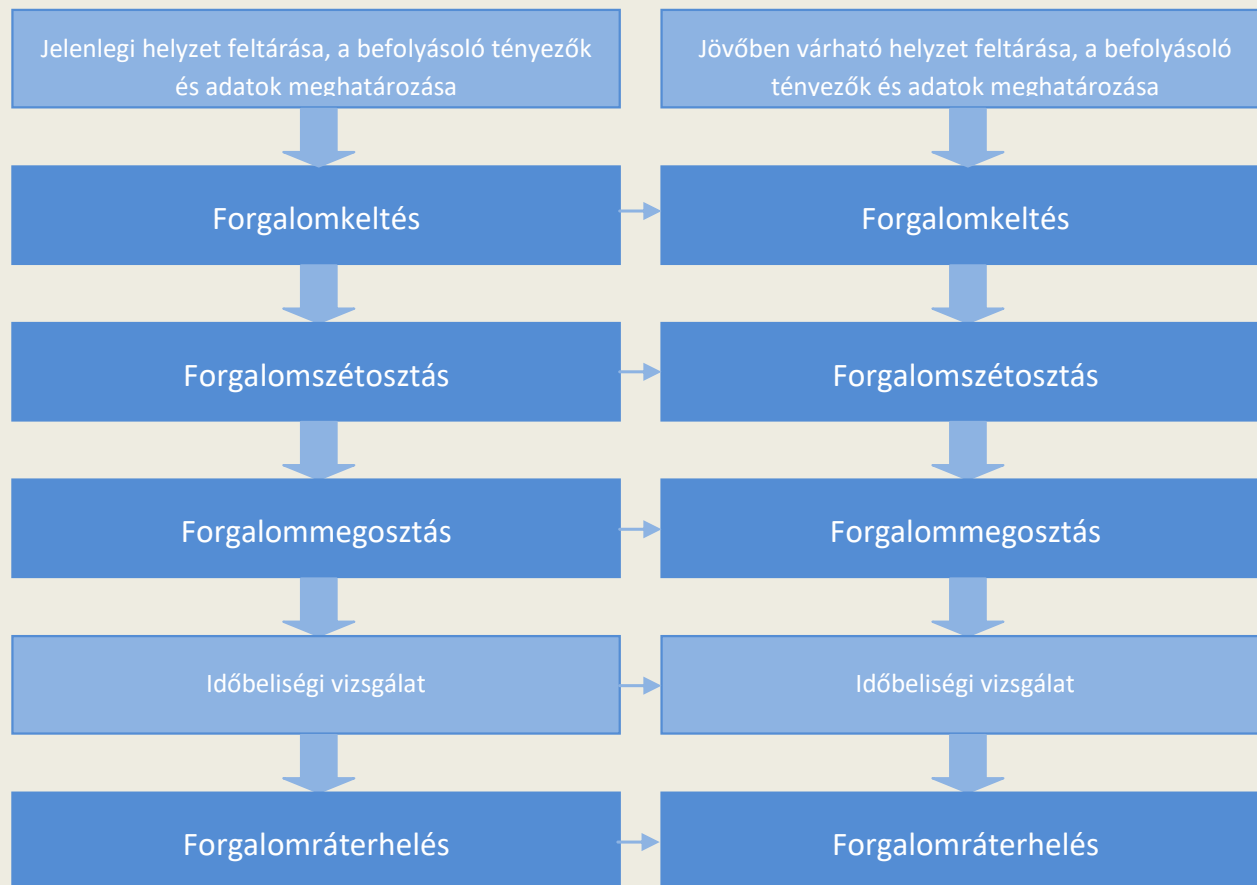 Jelenlegi helyzet feltárása, a befolyásoló tényezők
és adatok meghatározása
Jövőben várható helyzet feltárása, a befolyásoló
tényezők és adatok meghatározása
Forgalomkeltés
Forgalomkeltés
Forgalomszétosztás
Forgalomszétosztás
Forgalommegosztás
Forgalommegosztás
Időbeliségi vizsgálat
Időbeliségi vizsgálat
Forgalomráterhelés
Forgalomráterhelés